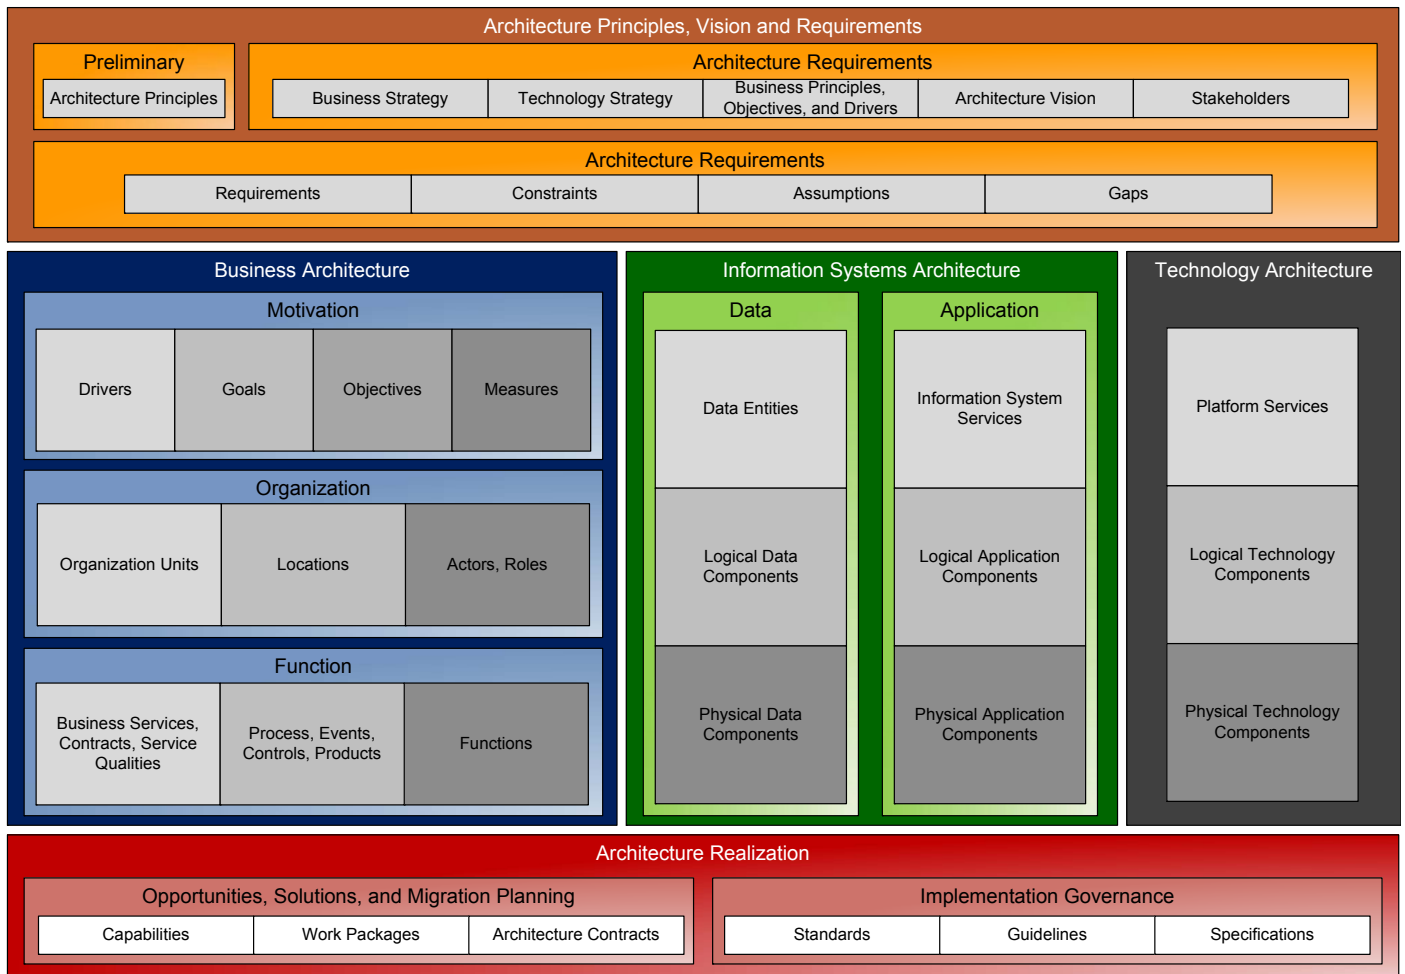 Architecture Principles, Vision and Requirements
Preliminary
Architecture Principles
Architecture Requirements
Business Strategy
Technology Strategy
Business Principles,
Objectives, and Drivers
Architecture Vision
Stakeholders
Architecture Requirements
Requirements
Constraints
Assumptions
Gaps
Business Architecture
Motivation
Drivers
Goals
Objectives
Measures
Organization
Organization Units
Locations
Actors, Roles
Function
Business Services,
Contracts, Service
Qualities
Process, Events,
Controls, Products
Functions
Information Systems Architecture
Data
Data Entities
Logical Data
Components
Physical Data
Components
Application
Information System
Services
Logical Application
Components
Physical Application
Components
Technology Architecture
Platform Services
Logical Technology
Components
Physical Technology
Components
Architecture Realization
Opportunities, Solutions, and Migration Planning
Capabilities
Work Packages
Architecture Contracts
Implementation Governance
Standards
Guidelines
Specifications